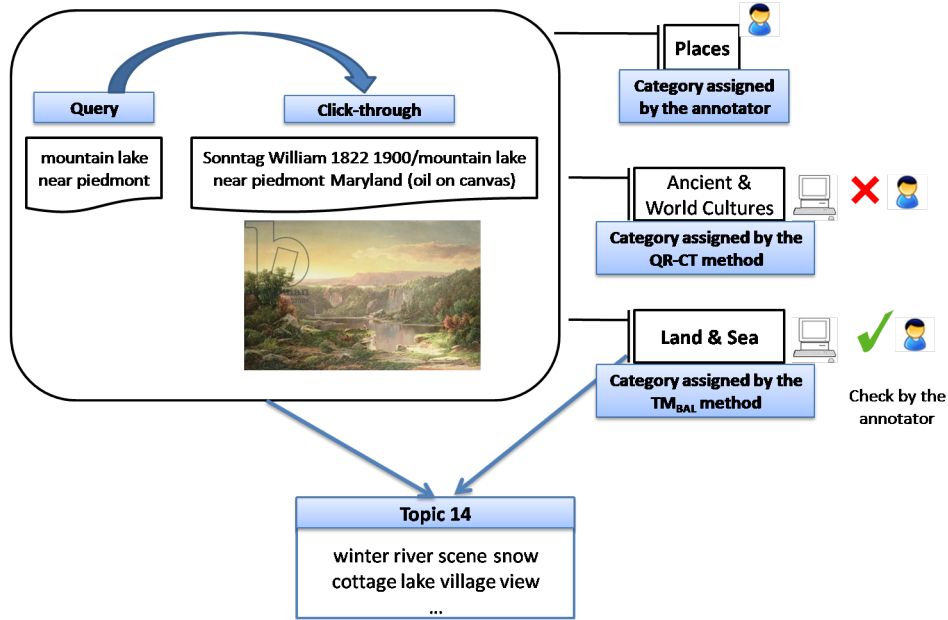 Query
Click-through
mountain lake
near piedmont
Sonntag William 1822 1900/mountain lake
near piedmont Maryland (oil on canvas)
Places
Category assigned
by the annotator
Ancient &
World Cultures
Category assigned by the
QR-CT method
Land & Sea
Category assigned by the
TMBAL method
Check by the
annotator
Topic 14
winter river scene snow
cottage lake village view
...